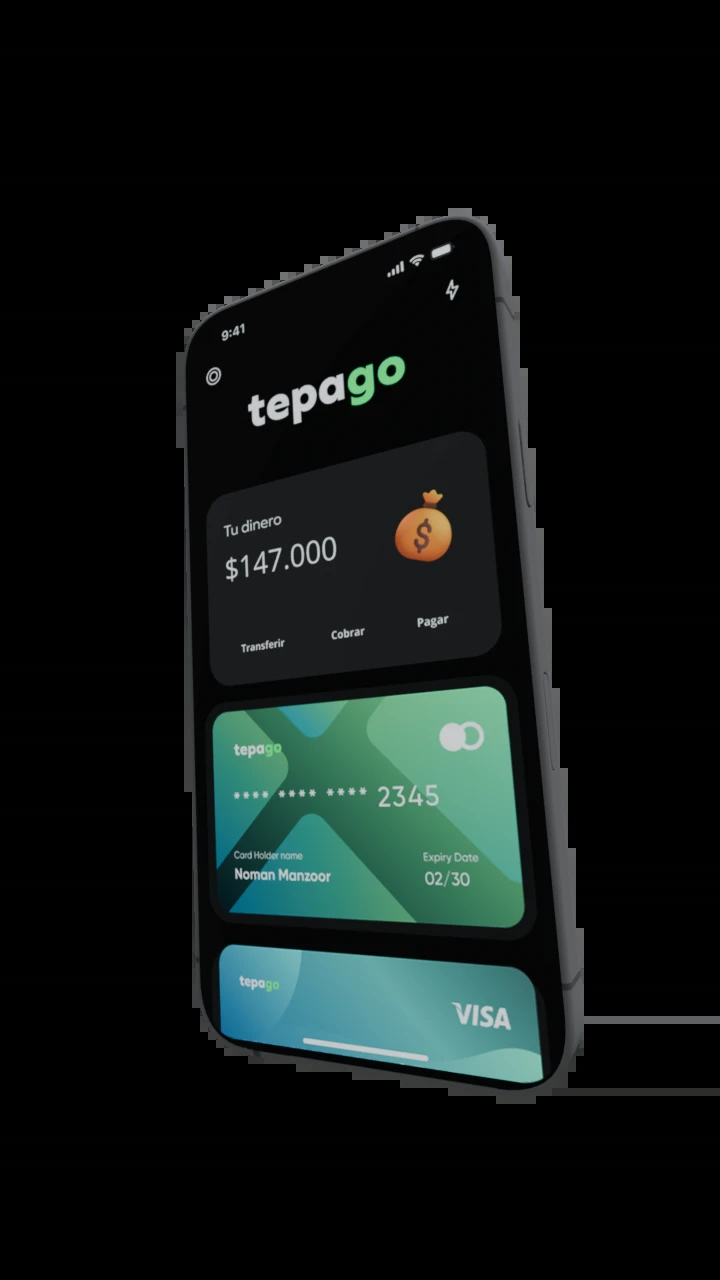 9:41
tepago
Tu dinero
$147.000
Transferir Cobrar Pagar
tepago
**** **** **** 2345
Card Holder name Expiry Date
Noman Manzoor 02/30
tepago
VISA